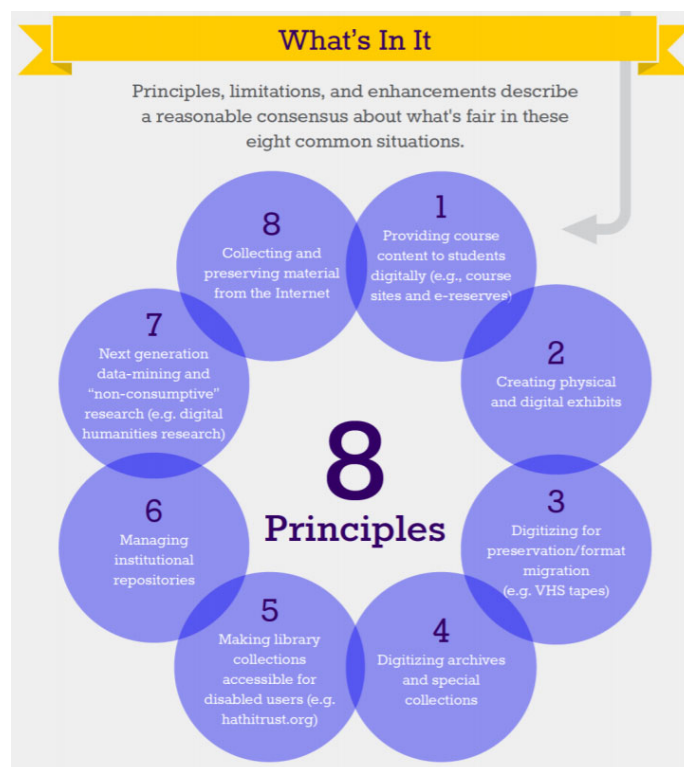 What's In It
Principles, limitations, and enhancements describe
a reasonable consensus about what's fair in these
eight common situations.
1
Providing course
content to students
digitally (e.g., course
sites and e-reserves)
2
Creating physical
and digital exhibits
3
Digitizing for
preservation/format
migration
(e.g. VHS tapes)
4
Digitizing archives
and special
collections
5
Making library
collections
accessible for
disabled users (e.g.
hathitrust.org)
6
Managing
institutional
repositories
7
Next generation
data-mining and
“non-consumptive”
research (e.g. digital
humanities research)
8
Collecting and
preserving material
from the Internet
8
Principles